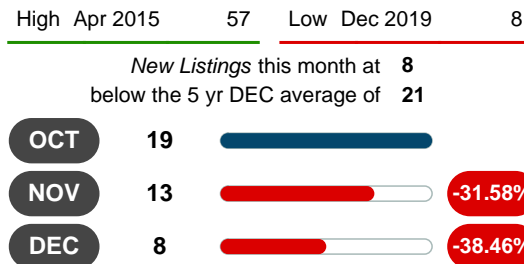 High Apr 2015 57 Low Dec 2019 8
New Listings this month at 8
below the 5 yr DEC average of 21
OCT 19
NOV 13 -31.58%
DEC 8 -38.46%